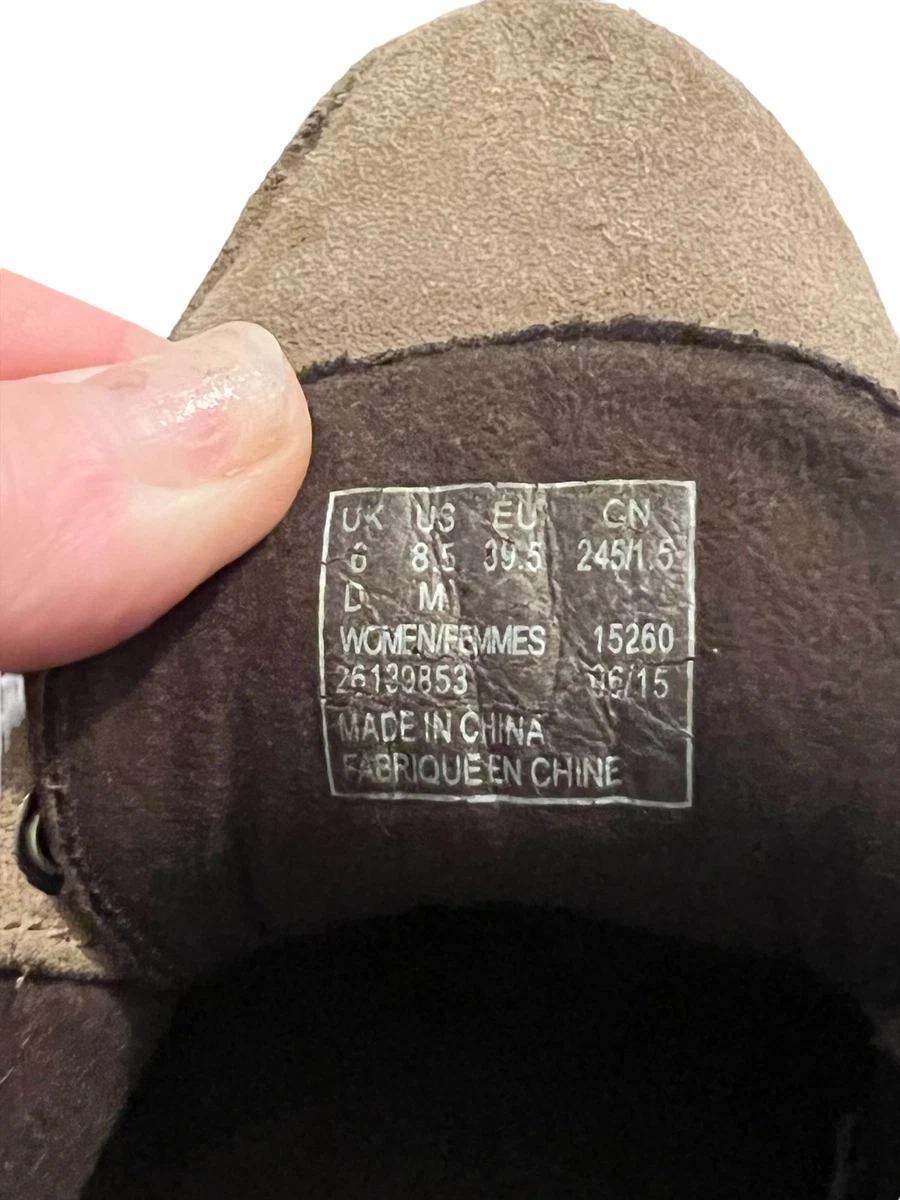 UK US EU CN
6 8.5 39.5 245/1.5
D M
WOMEN/FEMMES 15260
26139853 06/15
MADE IN CHINA
FABRIQUE EN CHINE